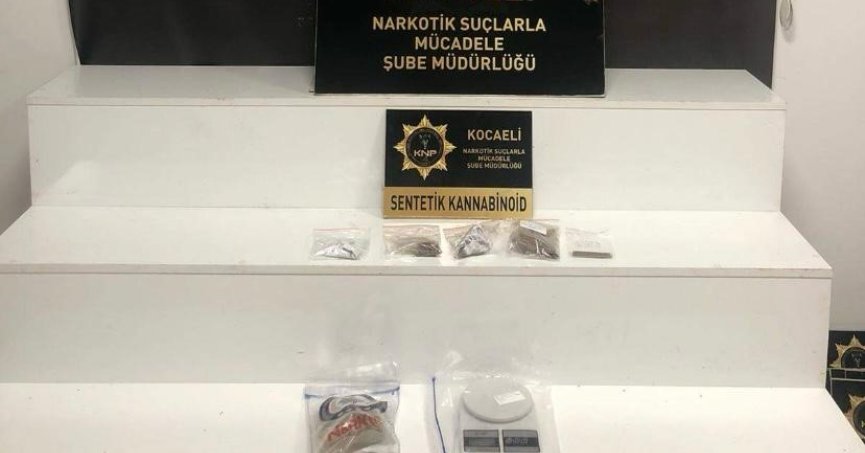 NARKOTİK SUÇLARLA
MÜCADELE
ŞUBE MÜDÜRLÜĞÜ
KNP
KOCAELİ
NARKOTİK SUÇLARLA
MÜCADELE
ŞUBE MÜDÜRLÜĞÜ
SENTETİK KANNABİNOİD